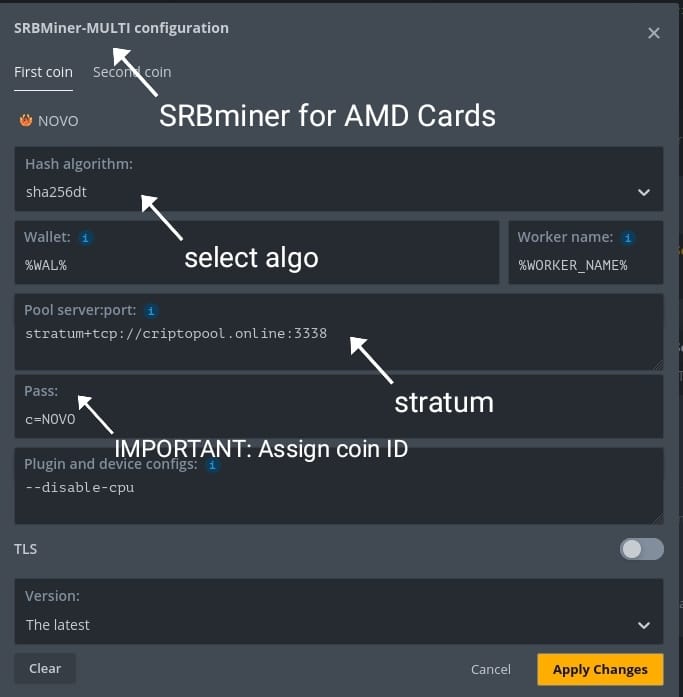 SRBMiner-MULTI configuration
First coin Second coin
SRBminer for AMD Cards
NOVO
Hash algorithm:
sha256dt
select algo
Wallet: i
%WAL%
Worker name: i
%WORKER_NAME%
Pool server:port: i
stratum+tcp://criptopool.online:3338
stratum
Pass:
c=NOVO
IMPORTANT: Assign coin ID
Plugin and device configs: i
--disable-cpu
TLS
Version:
The latest
Clear Cancel Apply Changes